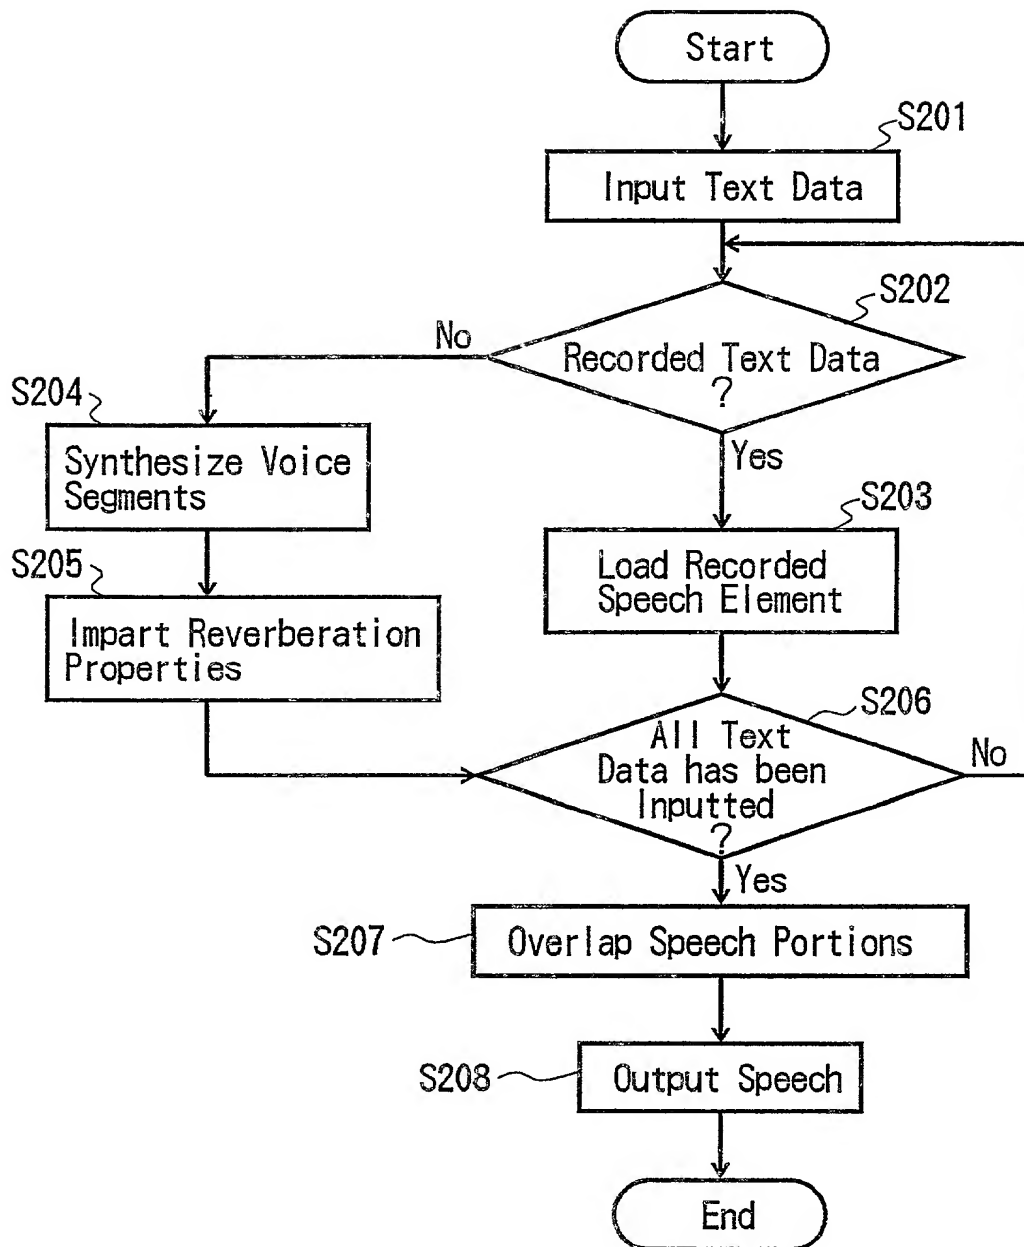 Start
S201
Input Text Data
S202
No
Recorded Text Data
?
S204
Yes
Synthesize Voice
Segments
S203
Load Recorded
Speech Element
S205
Impart Reverberation
Properties
S206
All Text
Data has been
Inputted
?
No
Yes
S207
Overlap Speech Portions
S208
Output Speech
End